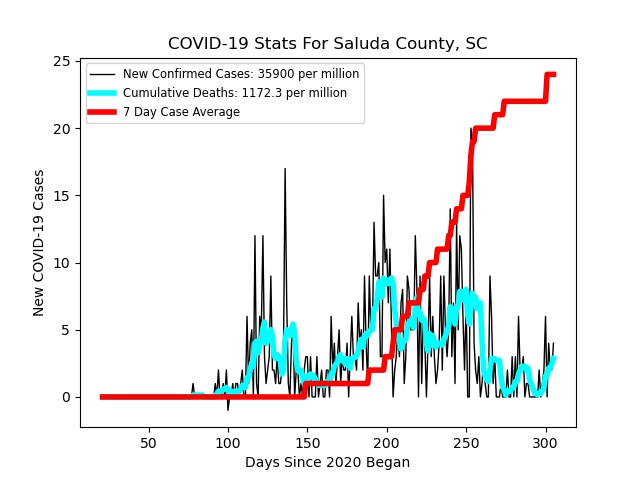 COVID-19 Stats For Saluda County, SC
New Confirmed Cases: 35900 per million
Cumulative Deaths: 1172.3 per million
7 Day Case Average
25
20
15
10
5
0
New COVID-19 Cases
50 100 150 200 250 300
Days Since 2020 Began